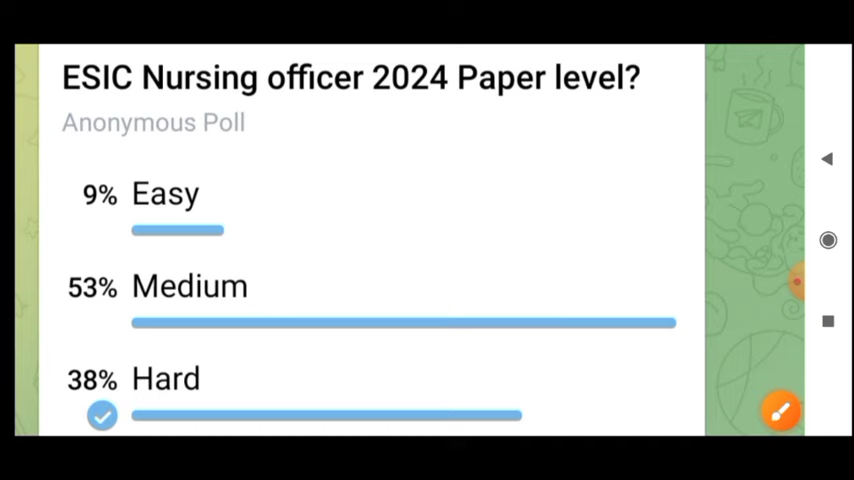 ESIC Nursing officer 2024 Paper level?
Anonymous Poll
9% Easy
53% Medium
38% Hard